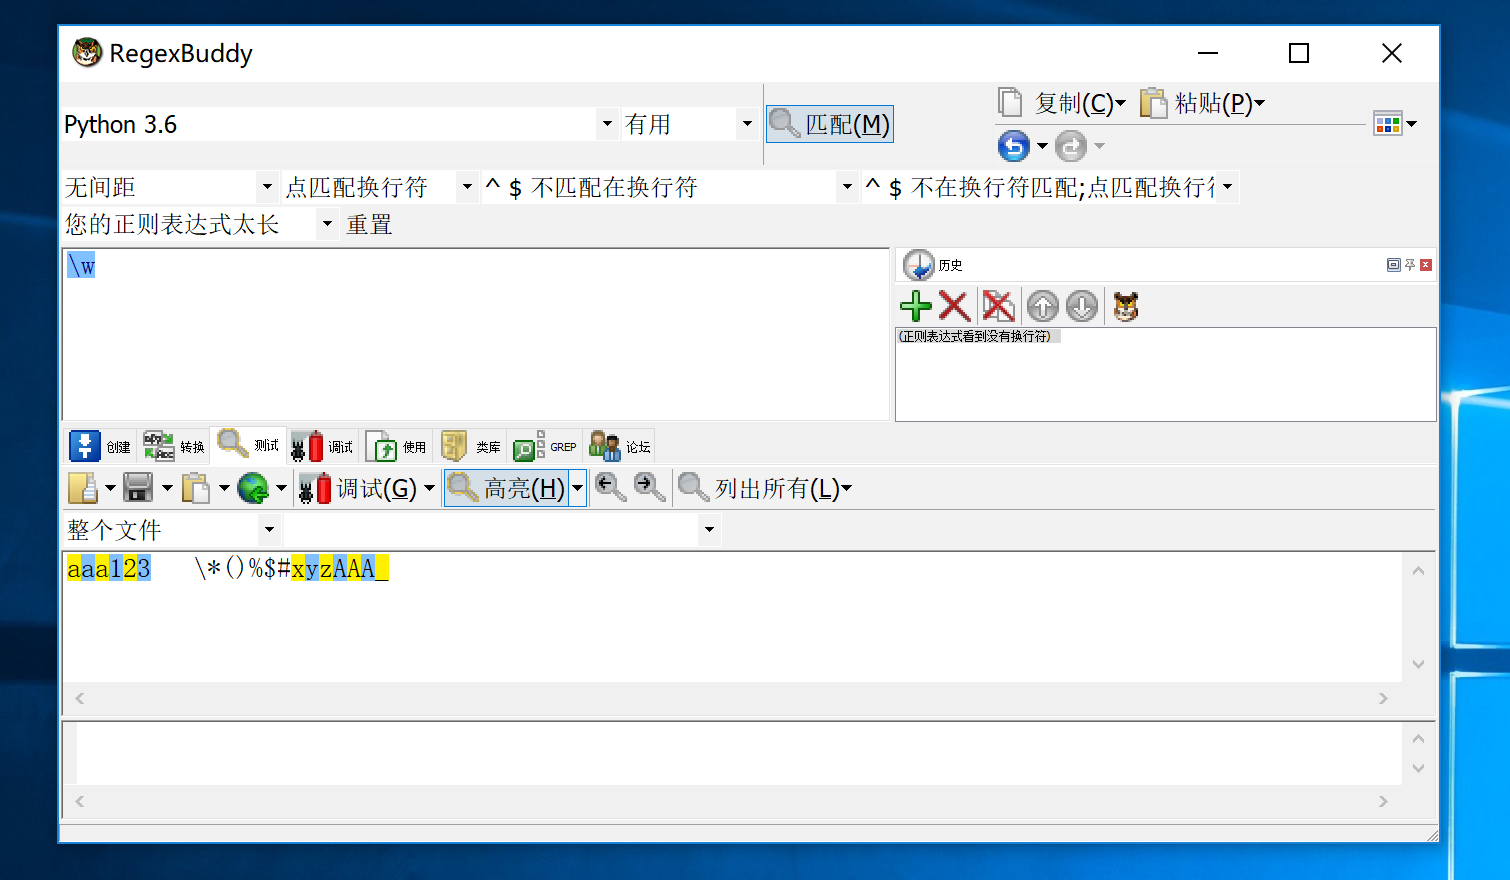 RegexBuddy
复制(C) 粘贴(P)
Python 3.6 有用 匹配(M)
无间距 点匹配换行符 ^ $ 不匹配在换行符 ^ $ 不在换行符匹配;点匹配换行
您的正则表达式太长 重置
\w
历史
(正则表达式看到没有换行符)
创建 转换 测试 调试 使用 类库 GREP 论坛
调试(G) 高亮(H) 列出所有(L)
整个文件
aaa123 \*()%$#xyzAAA_